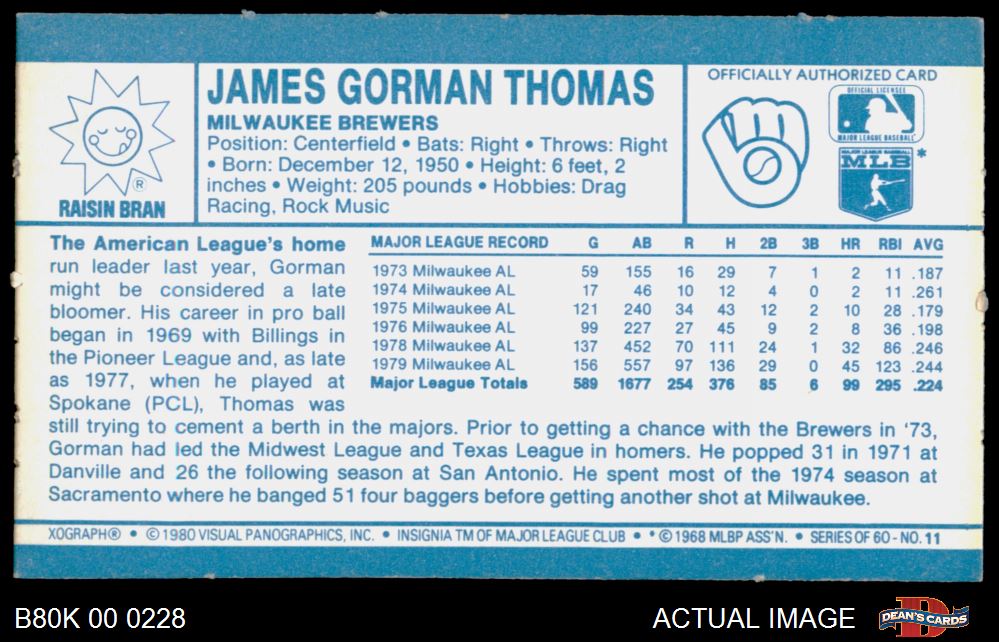 RAISIN BRAN
®
JAMES GORMAN THOMAS
MILWAUKEE BREWERS
Position: Centerfield • Bats: Right • Throws: Right
• Born: December 12, 1950 • Height: 6 feet, 2
inches • Weight: 205 pounds • Hobbies: Drag
Racing, Rock Music
OFFICIALLY AUTHORIZED CARD
OFFICIAL LICENSEE
MAJOR LEAGUE BASEBALL
MAJOR LEAGUE BASEBALL
MLB *
PLAYERS
The American League's home
run leader last year, Gorman
might be considered a late
bloomer. His career in pro ball
began in 1969 with Billings in
the Pioneer League and, as late
as 1977, when he played at
Spokane (PCL), Thomas was
still trying to cement a berth in the majors. Prior to getting a chance with the Brewers in '73,
Gorman had led the Midwest League and Texas League in homers. He popped 31 in 1971 at
Danville and 26 the following season at San Antonio. He spent most of the 1974 season at
Sacramento where he banged 51 four baggers before getting another shot at Milwaukee.
MAJOR LEAGUE RECORD G AB R H 2B 3B HR RBI AVG
1973 Milwaukee AL 59 155 16 29 7 1 2 11 .187
1974 Milwaukee AL 17 46 10 12 4 0 2 11 .261
1975 Milwaukee AL 121 240 34 43 12 2 10 28 .179
1976 Milwaukee AL 99 227 27 45 9 2 8 36 .198
1978 Milwaukee AL 137 452 70 111 24 1 32 86 .246
1979 Milwaukee AL 156 557 97 136 29 0 45 123 .244
Major League Totals 589 1677 254 376 85 6 99 295 .224
XOGRAPH® • © 1980 VISUAL PANOGRAPHICS, INC. • INSIGNIA TM OF MAJOR LEAGUE CLUB • * © 1968 MLBP ASS'N. • SERIES OF 60 - NO. 11
B80K 00 0228
ACTUAL IMAGE
DEAN'S CARDS